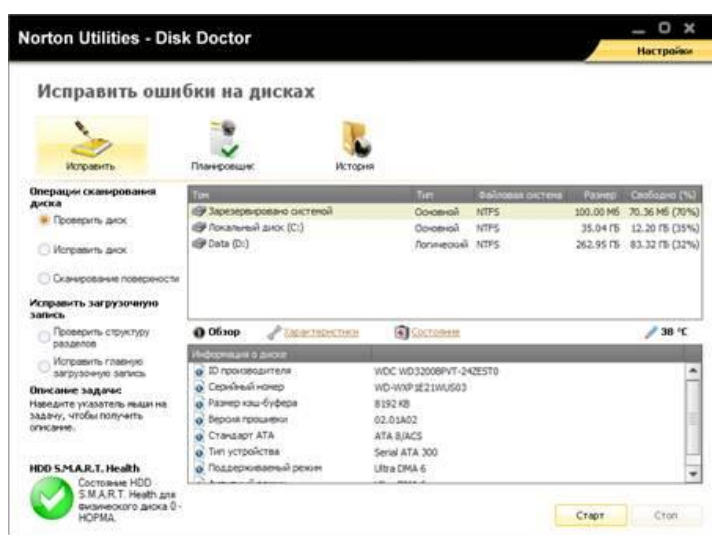 Norton Utilities - Disk Doctor
Настройки
Исправить ошибки на дисках
Исправить
Планировщик
История
Операции сканирования
диска
Проверить диск
Исправить диск
Сканирование поверхности
Исправить загрузочную
запись
Проверить структуру
разделов
Исправить главную
загрузочную запись
Описание задачи:
Наведите указатель мыши на
задачу, чтобы получить
описание.
HDD S.M.A.R.T. Health
Состояние HDD
S.M.A.R.T. Health для
физического диска 0 -
НОРМА.
Том Тип Файловая система Размер Свободно (%)
Зарезервировано системой Основной NTFS 100.00 Мб 70.36 Мб (70%)
Локальный диск (C:) Основной NTFS 35.04 ГБ 12.20 ГБ (35%)
Data (D:) Логический NTFS 262.95 ГБ 83.32 ГБ (32%)
Обзор Характеристики Состояние 38 °C
Информация о диске
ID производителя WDC WD3200BPVT-24ZEST0
Серийный номер WD-WXP1E21WUS03
Размер кэш-буфера 8192 KB
Версия прошивки 02.01A02
Стандарт ATA ATA 8/ACS
Тип устройства Serial ATA 300
Поддерживаемый режим Ultra DMA 6
Старт Стоп